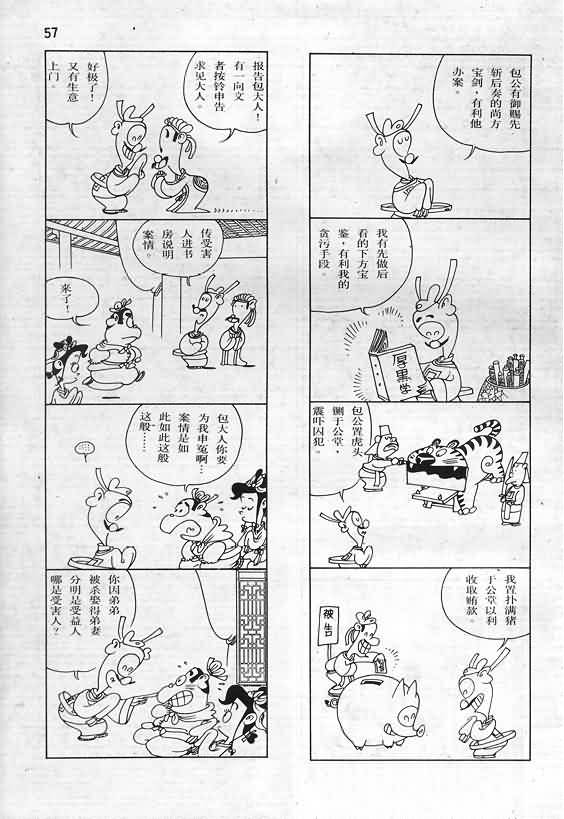 57
包公有御赐先
斩后奏的尚方
宝剑，有利他
办案。
我有先做后
看的下方宝
鉴，有利我的
贪污手段。
厚黑学
包公置虎头
铡于公堂，
震吓囚犯。
我置扑满猪
于公堂以利
收取贿款。
被告
报告包大人！
有一向文
者按铃申告
求见大人。
好极了！
又有生意
上门。
传受害
人进书
房说明
案情。
來了！
包大人你要
为我申冤啊…
案情是如
此如此这般
这般……
……
你因弟弟
被杀娶得弟妻
分明是受益人
哪是受害人？